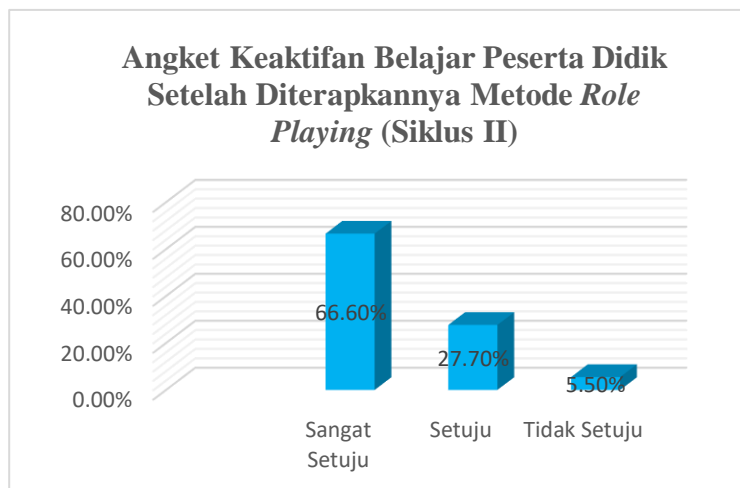 Angket Keaktifan Belajar Peserta Didik
Setelah Diterapkannya Metode Role
Playing (Siklus II)
80.00%
60.00%
40.00%
20.00%
0.00%
66.60%
27.70%
5.50%
Sangat
Setuju
Setuju
Tidak Setuju